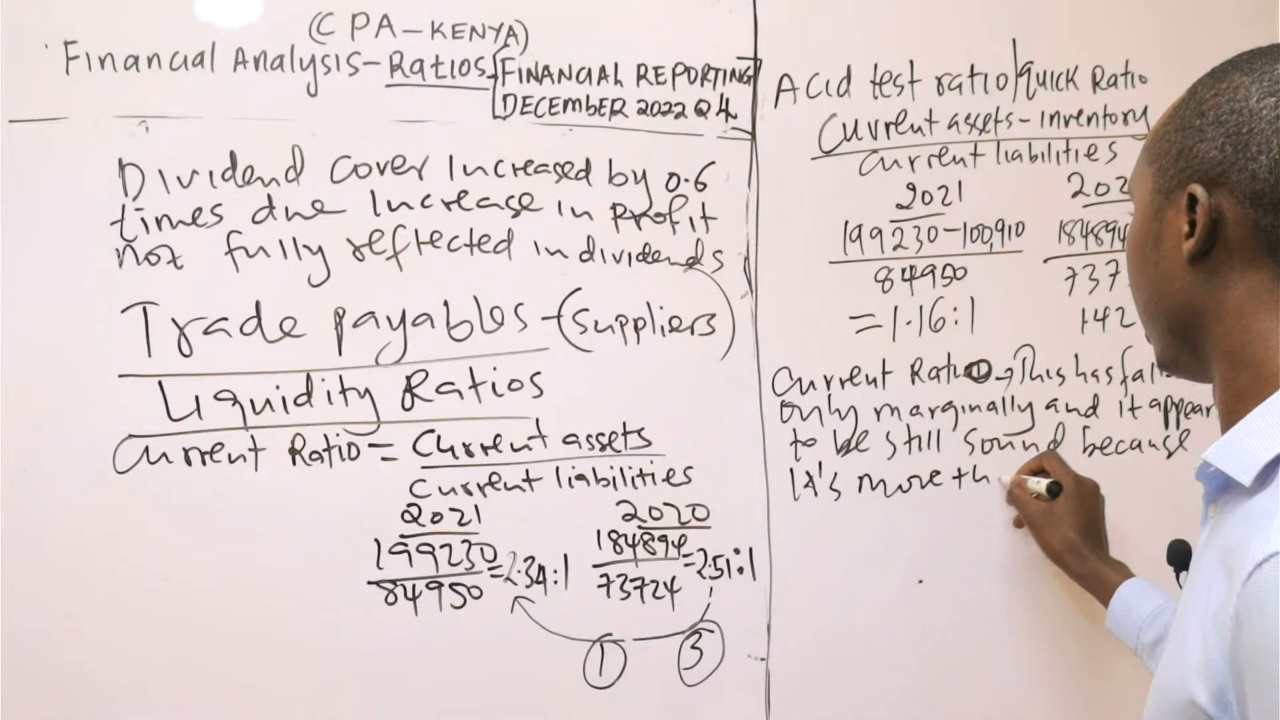 (CPA-KENYA)
Financial Analysis-Ratios
FINANCIAL REPORTING
DECEMBER 2022 Q4
Dividend cover Increased by 0.6
times due Increase in Profit
not fully reflected in dividends
Trade payables-(suppliers)
Liquidity Ratios
Current Ratio = Current assets
Current liabilities
2021
199230
84950
=2.34:1
2020
184894
73724
=2.51:1
1
3
Acid test ratio/quick Ratio
Current assets-inventory
Current liabilities
2021
199230-100,910
84950
=1.16:1
202
184894
737
142
Current Ratio→This has fal
only marginally and it appear
to be still sound because
It's more th